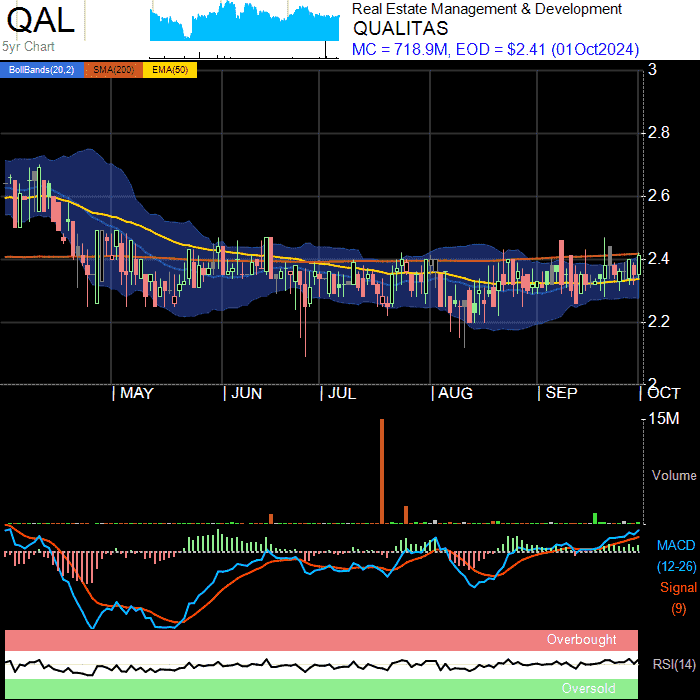 QAL
5yr Chart
Real Estate Management & Development
QUALITAS
MC = 718.9M, EOD = $2.41 (01Oct2024)
BollBands(20,2) SMA(200) EMA(50)
3
2.8
2.6
2.4
2.2
2
MAY JUN JUL AUG SEP OCT
15M
Volume
MACD
(12-26)
Signal
(9)
Overbought
RSI(14)
Oversold